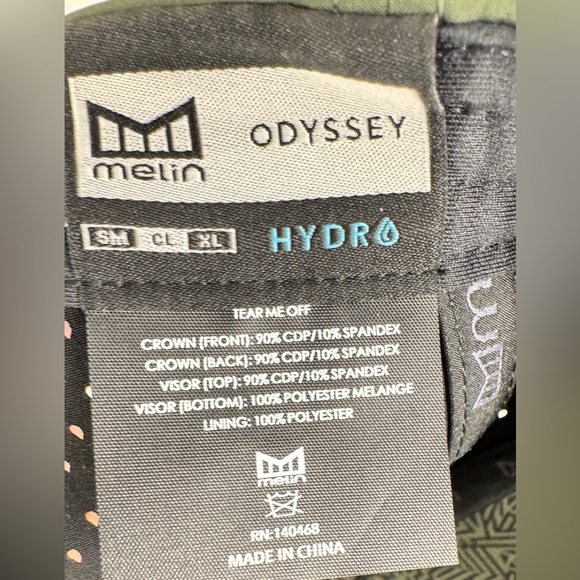 melin
ODYSSEY
SM CL XL
HYDRO
TEAR ME OFF
CROWN (FRONT): 90% CDP/10% SPANDEX
CROWN (BACK): 90% CDP/10% SPANDEX
VISOR (TOP): 90% CDP/10% SPANDEX
VISOR (BOTTOM): 100% POLYESTER MELANGE
LINING: 100% POLYESTER
melin
RN:140468
MADE IN CHINA